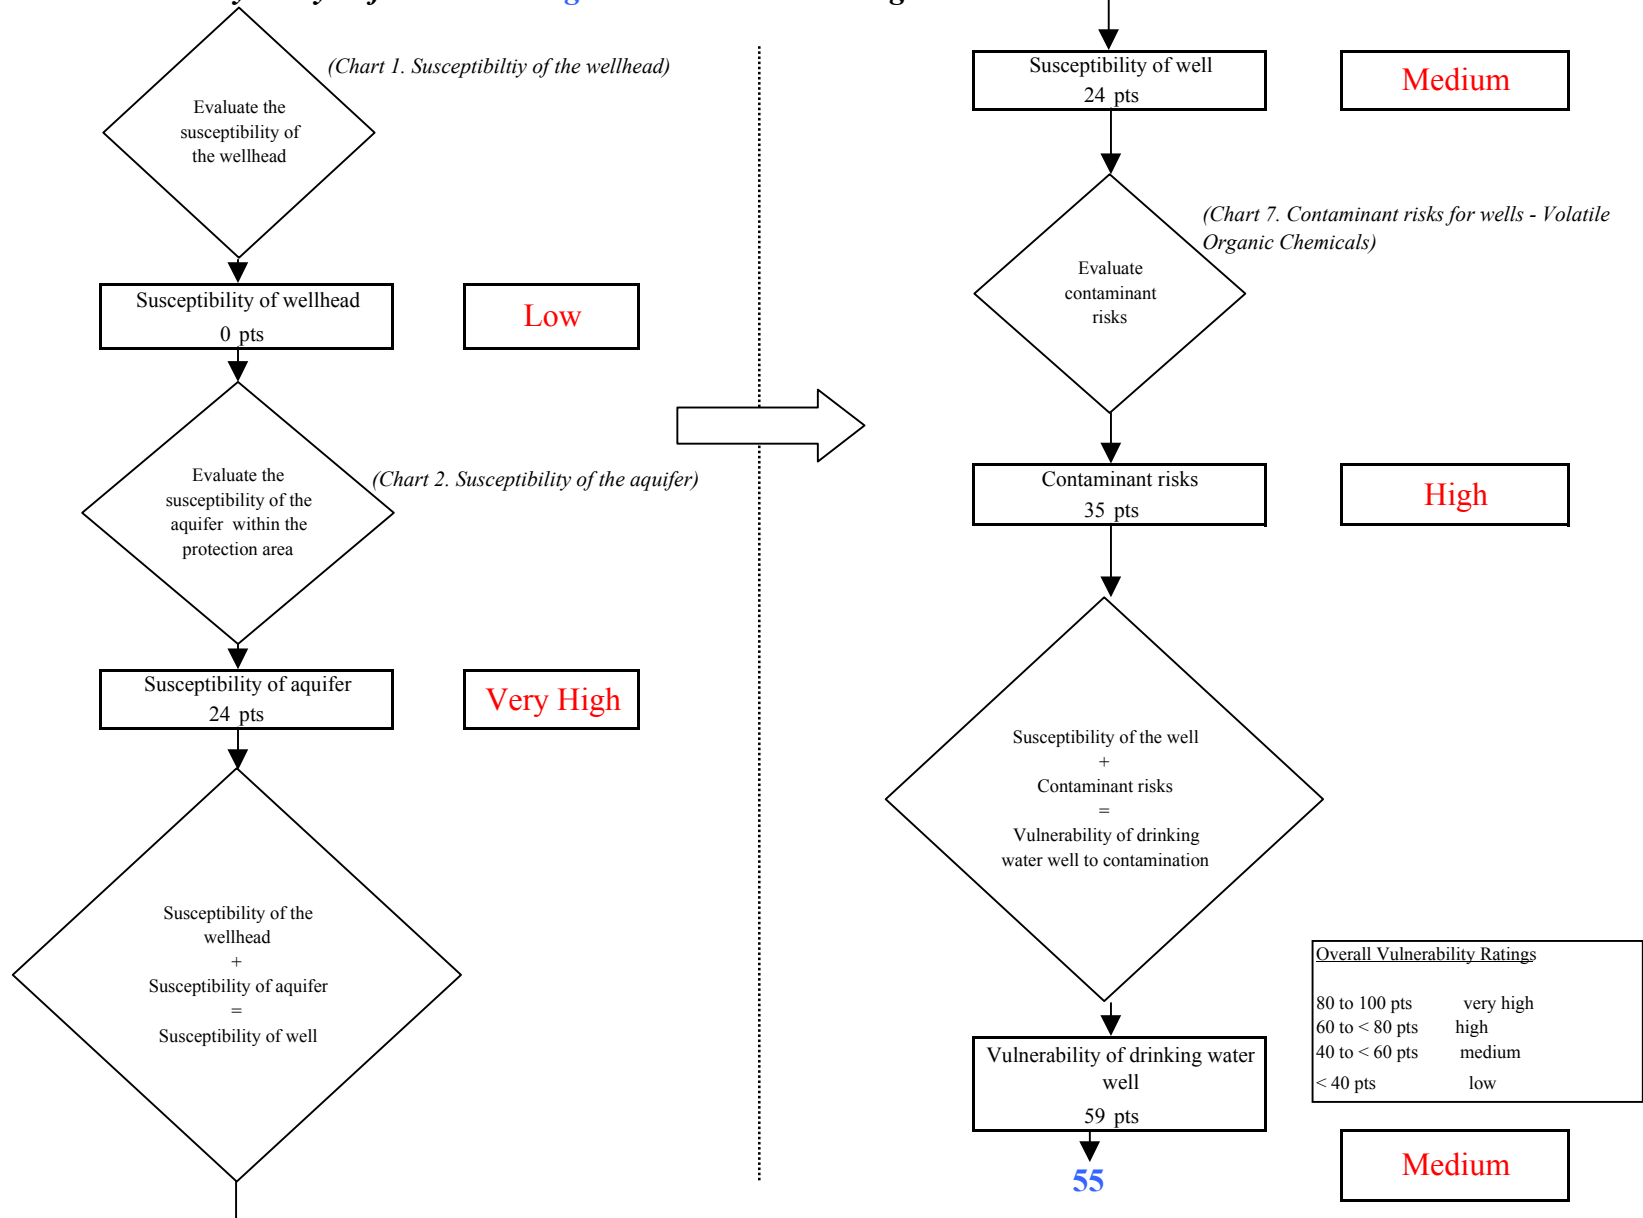 (Chart 1. Susceptibiltiy of the wellhead)
Evaluate the
susceptibility of
the wellhead
Susceptibility of wellhead
0 pts
Low
Evaluate the
susceptibility of the
aquifer within the
protection area
(Chart 2. Susceptibility of the aquifer)
Susceptibility of aquifer
24 pts
Very High
Susceptibility of the
wellhead
+
Susceptibility of aquifer
=
Susceptibility of well
Susceptibility of well
24 pts
Medium
(Chart 7. Contaminant risks for wells - Volatile
Organic Chemicals)
Evaluate
contaminant
risks
Contaminant risks
35 pts
High
Susceptibility of the well
+
Contaminant risks
=
Vulnerability of drinking
water well to contamination
Overall Vulnerability Ratings
80 to 100 pts very high
60 to < 80 pts high
40 to < 60 pts medium
< 40 pts low
Vulnerability of drinking water
well
59 pts
55
Medium